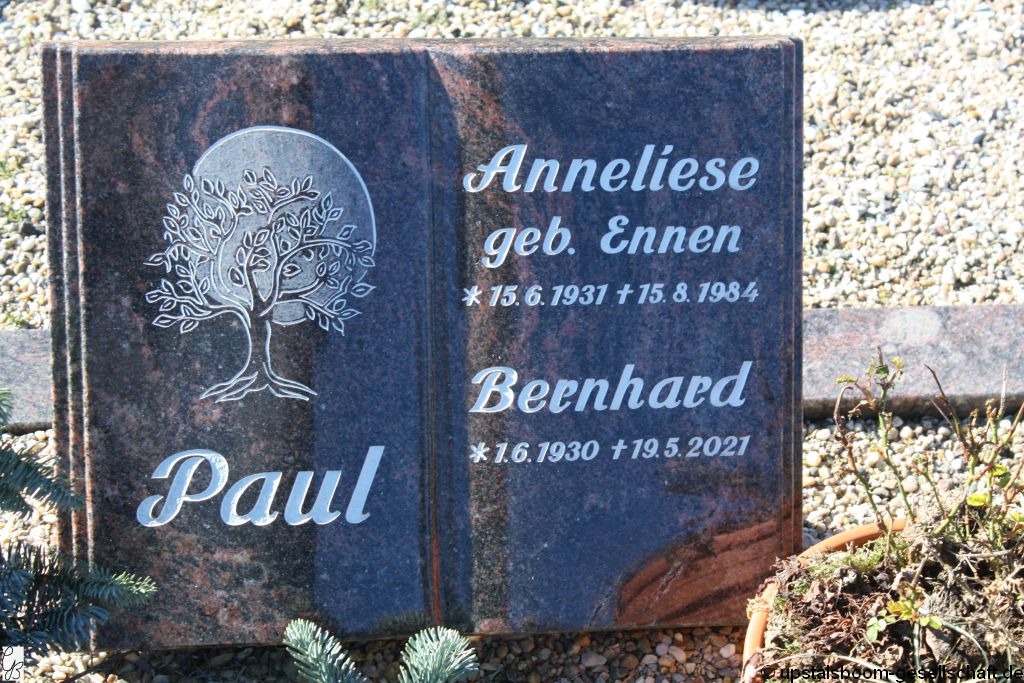 Paul
Anneliese
geb. Ennen
* 15.6.1931 † 15.8.1984
Bernhard
* 1.6.1930 † 19.5.2021
© upstalsboom-gesellschaft.de